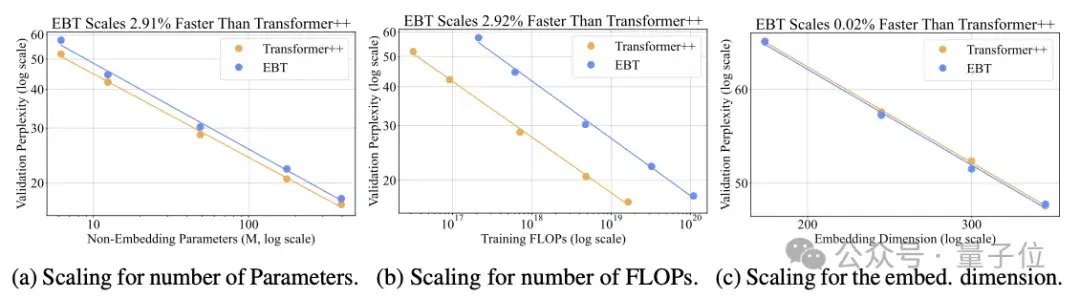 EBT Scales 2.91% Faster Than Transformer++
60
50
40
30
20
Validation Perplexity (log scale)
Transformer++
EBT
10
100
Non-Embedding Parameters (M, log scale)
(a) Scaling for number of Parameters.
EBT Scales 2.92% Faster Than Transformer++
60
50
40
30
20
Validation Perplexity (log scale)
Transformer++
EBT
10^17
10^18
10^19
10^20
Training FLOPs (log scale)
(b) Scaling for number of FLOPs.
EBT Scales 0.02% Faster Than Transformer++
60
50
Validation Perplexity (log scale)
Transformer++
EBT
200
300
Embedding Dimension (log scale)
(c) Scaling for the embed. dimension.
公众号 · 量子位